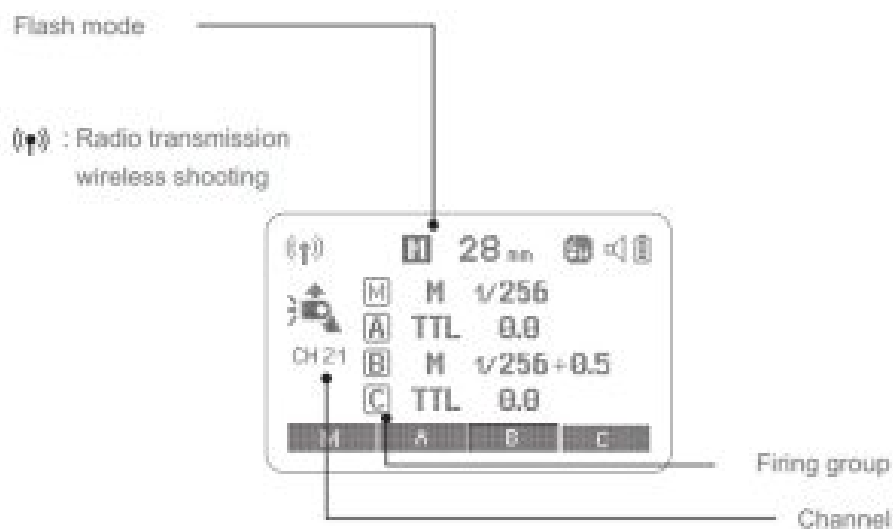 Flash mode
: Radio transmission
wireless shooting
M 28 mm
M M 1/256
A TTL 0.0
CH 21
B M 1/256+0.5
C TTL 0.0
M A B C
Firing group
Channel